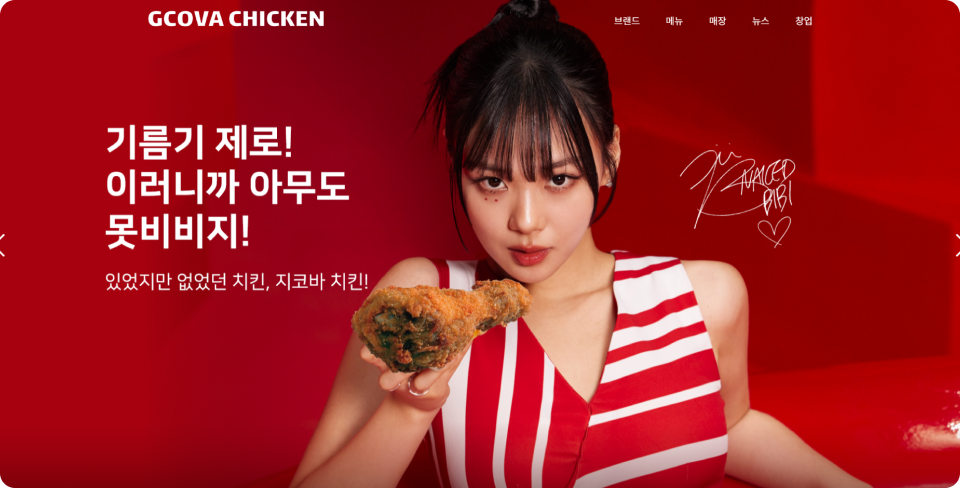 GCOVA CHICKEN
브랜드 메뉴 매장 뉴스 창업
기름기 제로!
이러니까 아무도
못비비지!
있었지만 없었던 치킨, 지코바 치킨!
BIBI